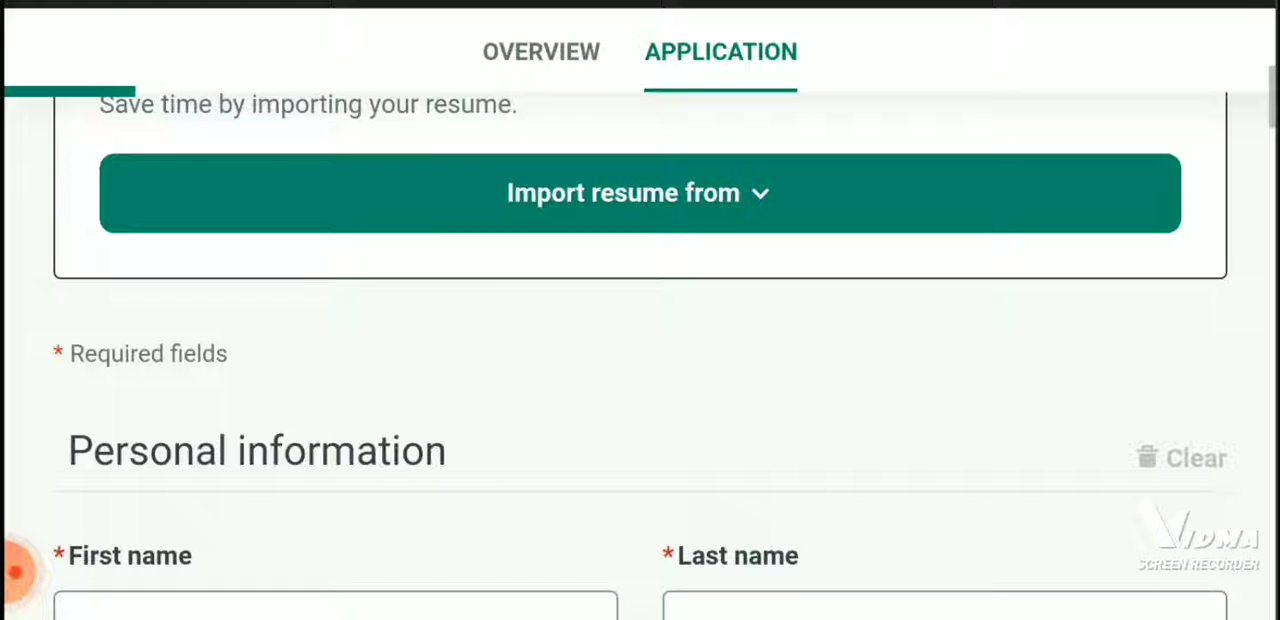 OVERVIEW APPLICATION
Save time by importing your resume.
Import resume from
* Required fields
Personal information
Clear
*First name *Last name
VIDMA
SCREEN RECORDER